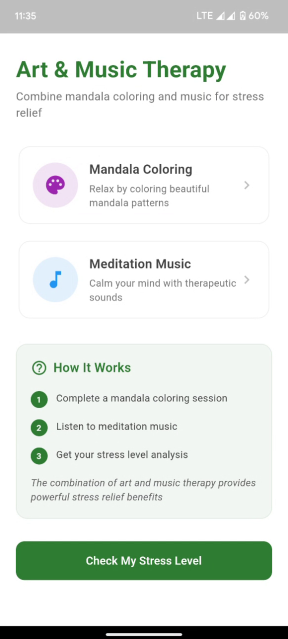 11:35
LTE 60%
Art & Music Therapy
Combine mandala coloring and music for stress
relief
Mandala Coloring
Relax by coloring beautiful
mandala patterns
Meditation Music
Calm your mind with therapeutic
sounds
How It Works
1 Complete a mandala coloring session
2 Listen to meditation music
3 Get your stress level analysis
The combination of art and music therapy provides
powerful stress relief benefits
Check My Stress Level